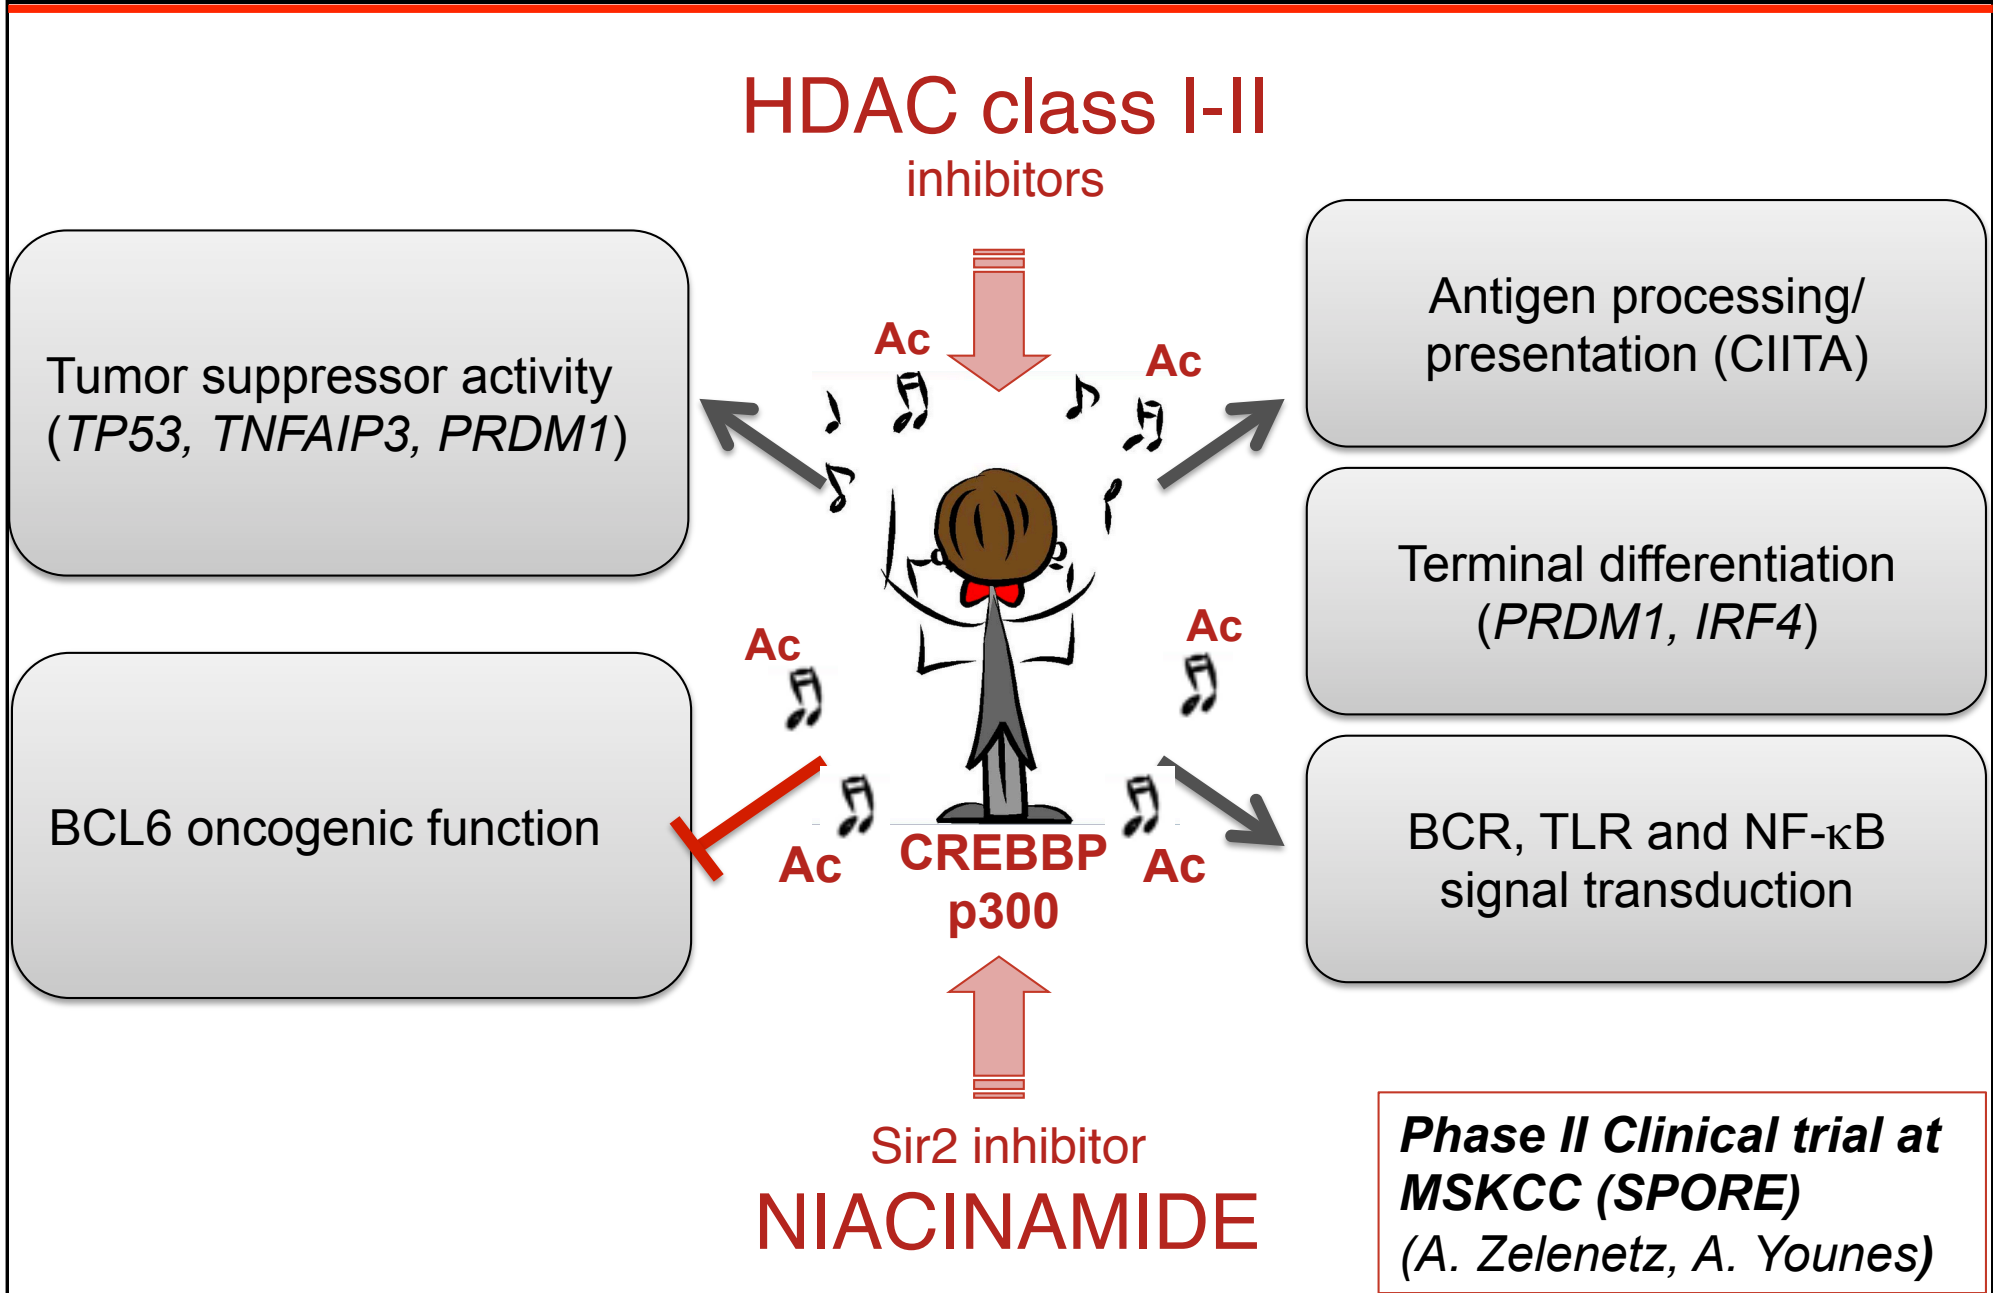 HDAC class I-II
inhibitors
Tumor suppressor activity
(TP53, TNFAIP3, PRDM1)
BCL6 oncogenic function
Ac
Ac
Ac
Ac
Ac
Ac
CREBBP
p300
Antigen processing/
presentation (CIITA)
Terminal differentiation
(PRDM1, IRF4)
BCR, TLR and NF-κB
signal transduction
Sir2 inhibitor
NIACINAMIDE
Phase II Clinical trial at
MSKCC (SPORE)
(A. Zelenetz, A. Younes)